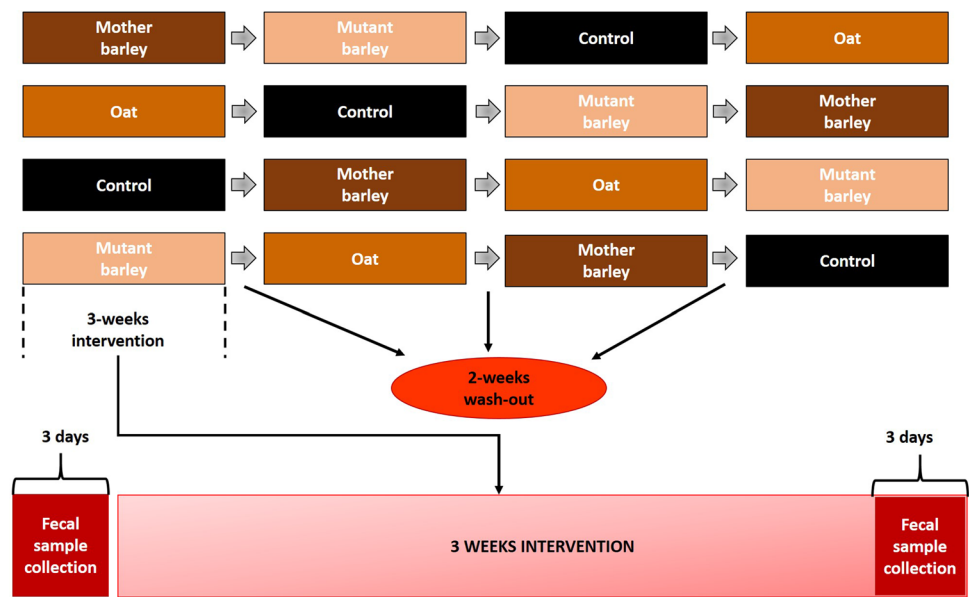 Mother
barley
Mutant
barley
Control
Oat
Oat
Control
Mutant
barley
Mother
barley
Control
Mother
barley
Oat
Mutant
barley
Mutant
barley
Oat
Mother
barley
Control
3-weeks
intervention
2-weeks
wash-out
3 days
3 days
Fecal
sample
collection
3 WEEKS INTERVENTION
Fecal
sample
collection